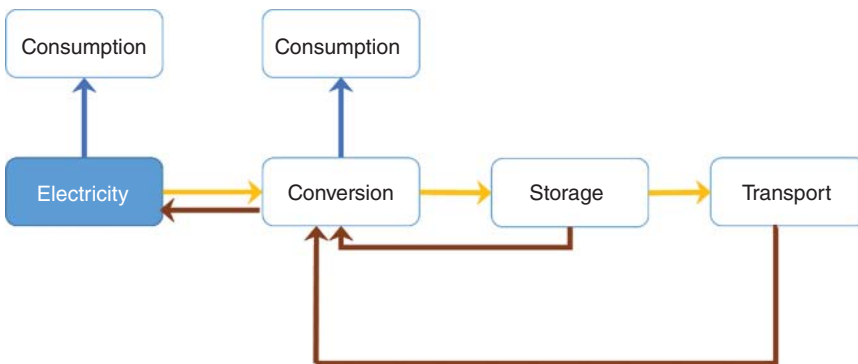 Consumption
Consumption
Electricity
Conversion
Storage
Transport